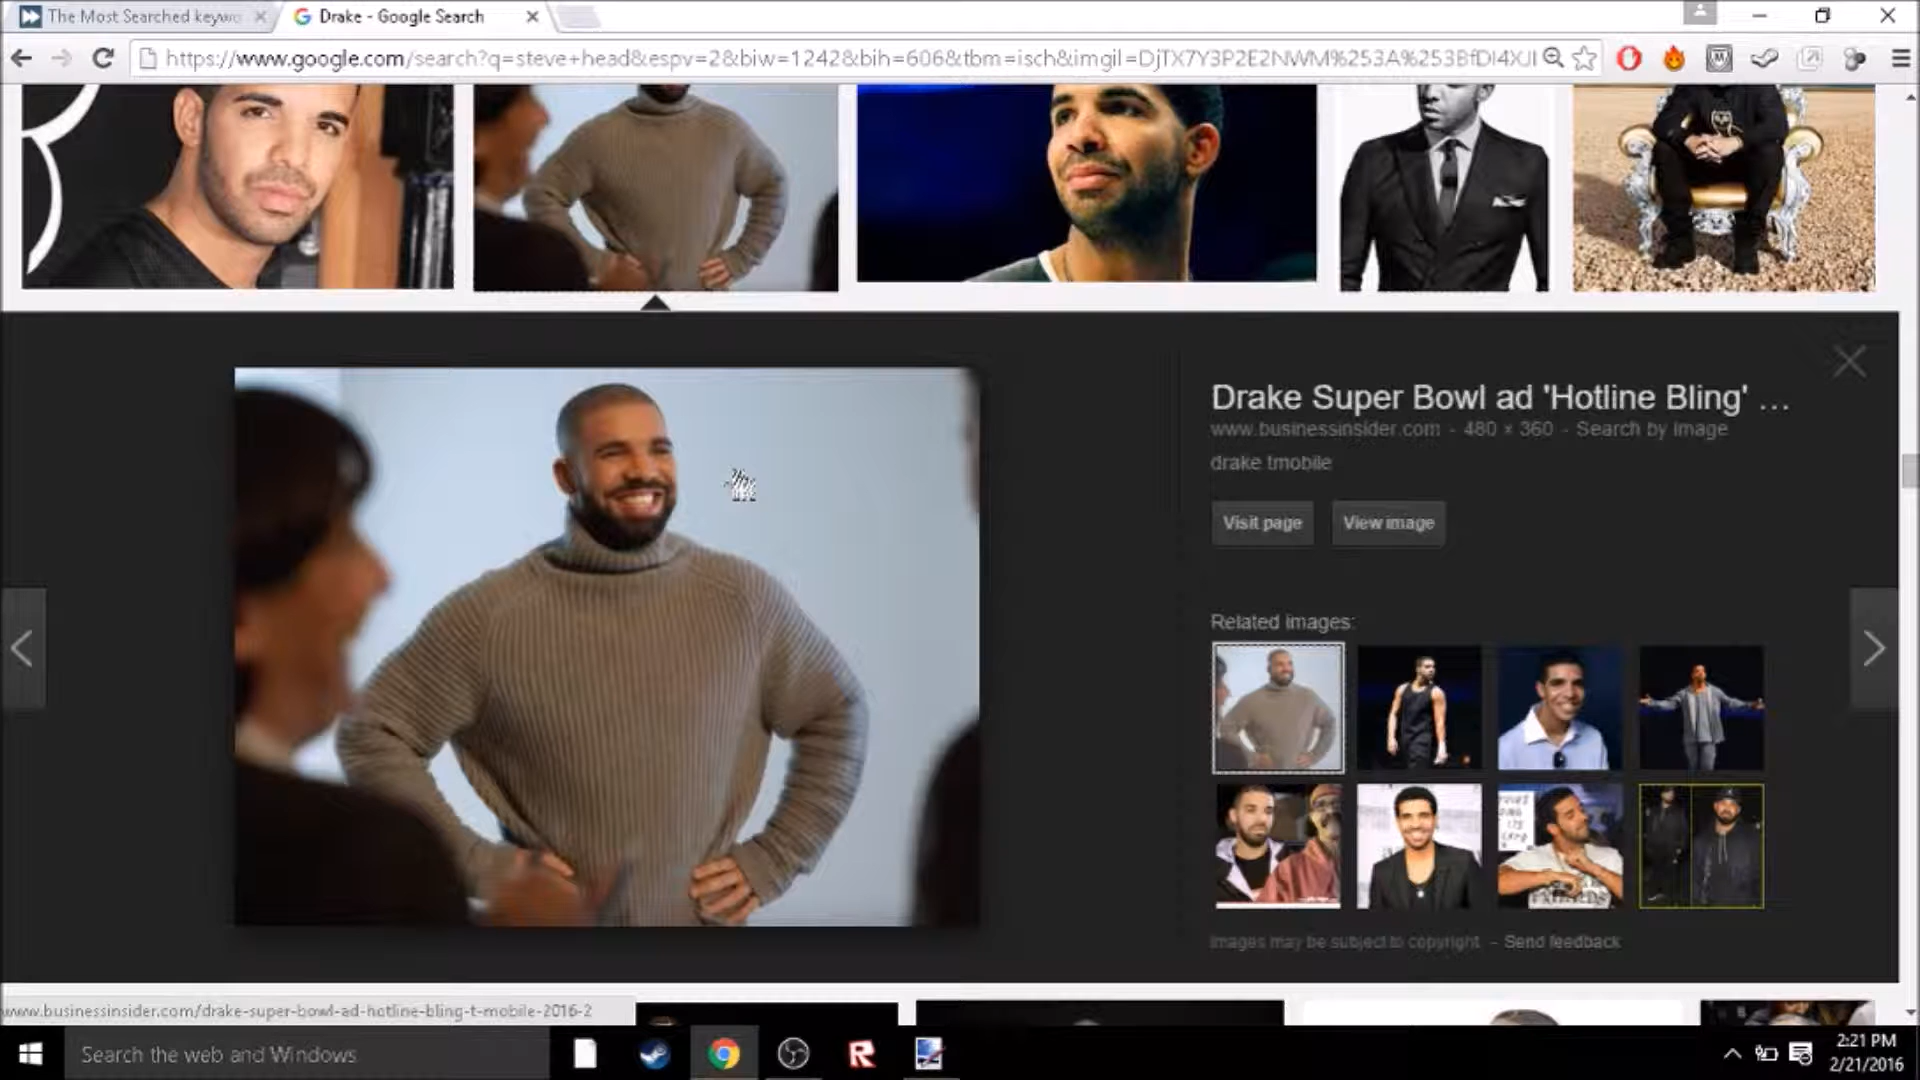 The Most Searched keywo
Drake - Google Search
https://www.google.com/search?q=steve+head&espv=2&biw=1242&bih=606&tbm=isch&imgil=DjTX7Y3P2E2NWM%253A%253BfDI4XJI
Drake Super Bowl ad 'Hotline Bling' ...
www.businessinsider.com - 480 × 360 - Search by image
drake tmobile
Visit page
View image
Related images:
Images may be subject to copyright - Send feedback
www.businessinsider.com/drake-super-bowl-ad-hotline-bling-t-mobile-2016-2
Search the web and Windows
2:21 PM
2/21/2016